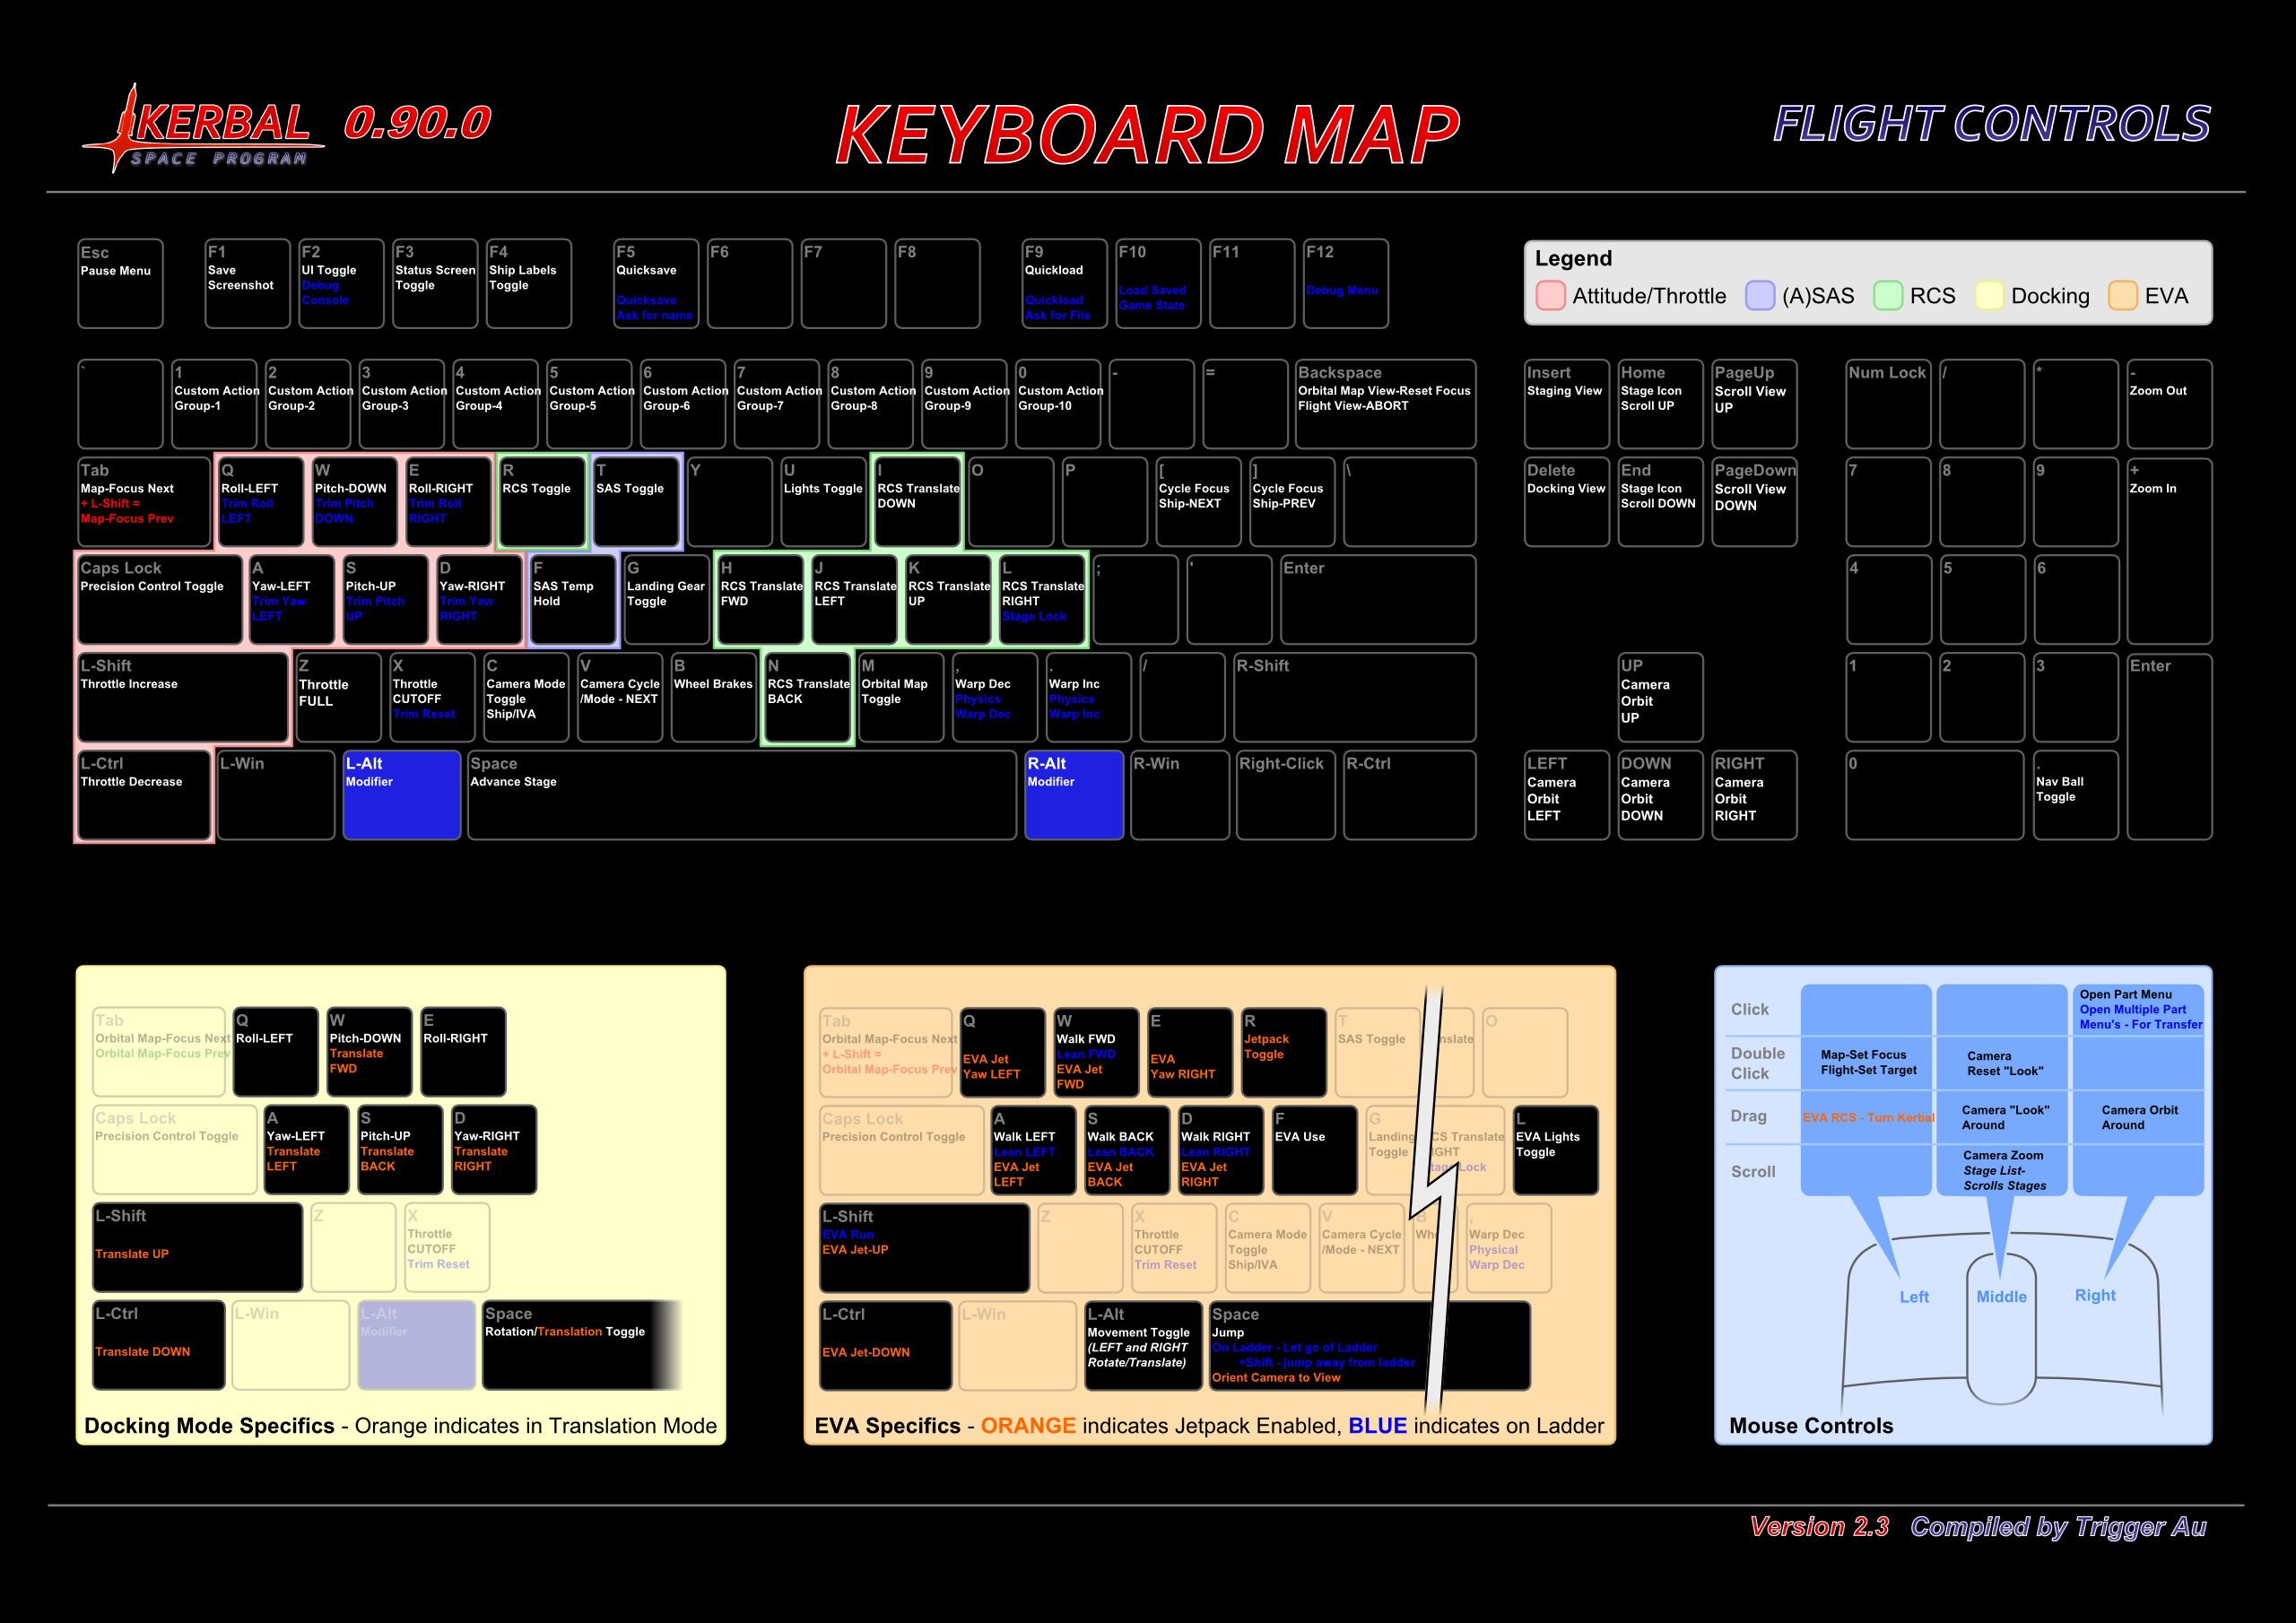 KERBAL
SPACE PROGRAM
0.90.0
KEYBOARD MAP
FLIGHT CONTROLS
Esc
Pause Menu
F1
Save
Screenshot
F2
UI Toggle
Debug
Console
F3
Status Screen
Toggle
F4
Ship Labels
Toggle
F5
Quicksave
Quicksave
Ask for name
F6
F7
F8
F9
Quickload
Quickload
Ask for File
F10
Load Saved
Game State
F11
F12
Debug Menu
Legend
Attitude/Throttle
(A)SAS
RCS
Docking
EVA
`
1
Custom Action
Group-1
2
Custom Action
Group-2
3
Custom Action
Group-3
4
Custom Action
Group-4
5
Custom Action
Group-5
6
Custom Action
Group-6
7
Custom Action
Group-7
8
Custom Action
Group-8
9
Custom Action
Group-9
0
Custom Action
Group-10
-
=
Backspace
Orbital Map View-Reset Focus
Flight View-ABORT
Insert
Staging View
Home
Stage Icon
Scroll UP
PageUp
Scroll View
UP
Num Lock
/
*
-
Zoom Out
Tab
Map-Focus Next
+ L-Shift =
Map-Focus Prev
Q
Roll-LEFT
Trim Roll
LEFT
W
Pitch-DOWN
Trim Pitch
DOWN
E
Roll-RIGHT
Trim Roll
RIGHT
R
RCS Toggle
T
SAS Toggle
Y
U
Lights Toggle
I
RCS Translate
DOWN
O
P
[
Cycle Focus
Ship-NEXT
]
Cycle Focus
Ship-PREV
\
Delete
Docking View
End
Stage Icon
Scroll DOWN
PageDown
Scroll View
DOWN
7
8
9
+
Zoom In
Caps Lock
Precision Control Toggle
A
Yaw-LEFT
Trim Yaw
LEFT
S
Pitch-UP
Trim Pitch
UP
D
Yaw-RIGHT
Trim Yaw
RIGHT
F
SAS Temp
Hold
G
Landing Gear
Toggle
H
RCS Translate
FWD
J
RCS Translate
LEFT
K
RCS Translate
UP
L
RCS Translate
RIGHT
Stage Lock
;
'
Enter
4
5
6
L-Shift
Throttle Increase
Z
Throttle
FULL
X
Throttle
CUTOFF
Trim Reset
C
Camera Mode
Toggle
Ship/IVA
V
Camera Cycle
/Mode - NEXT
B
Wheel Brakes
N
RCS Translate
BACK
M
Orbital Map
Toggle
,
Warp Dec
Physics
Warp Dec
.
Warp Inc
Physics
Warp Inc
/
R-Shift
UP
Camera
Orbit
UP
1
2
3
Enter
L-Ctrl
Throttle Decrease
L-Win
L-Alt
Modifier
Space
Advance Stage
R-Alt
Modifier
R-Win
Right-Click
R-Ctrl
LEFT
Camera
Orbit
LEFT
DOWN
Camera
Orbit
DOWN
RIGHT
Camera
Orbit
RIGHT
0
.
Nav Ball
Toggle
Tab
Orbital Map-Focus Next
Orbital Map-Focus Prev
Q
Roll-LEFT
W
Pitch-DOWN
Translate
FWD
E
Roll-RIGHT
Caps Lock
Precision Control Toggle
A
Yaw-LEFT
Translate
LEFT
S
Pitch-UP
Translate
BACK
D
Yaw-RIGHT
Translate
RIGHT
L-Shift
Translate UP
Z
X
Throttle
CUTOFF
Trim Reset
L-Ctrl
Translate DOWN
L-Win
L-Alt
Modifier
Space
Rotation/Translation Toggle
Docking Mode Specifics - Orange indicates in Translation Mode
Tab
Orbital Map-Focus Next
+ L-Shift =
Orbital Map-Focus Prev
Q
EVA Jet
Yaw LEFT
W
Walk FWD
Lean FWD
EVA Jet
FWD
E
EVA
Yaw RIGHT
R
Jetpack
Toggle
T
SAS Toggle
nslate
O
Caps Lock
Precision Control Toggle
A
Walk LEFT
Lean LEFT
EVA Jet
LEFT
S
Walk BACK
Lean BACK
EVA Jet
BACK
D
Walk RIGHT
Lean RIGHT
EVA Jet
RIGHT
F
EVA Use
G
Landing
Toggle
CS Translate
IGHT
tage Lock
L
EVA Lights
Toggle
L-Shift
EVA Run
EVA Jet-UP
Z
X
Throttle
CUTOFF
Trim Reset
C
Camera Mode
Toggle
Ship/IVA
V
Camera Cycle
/Mode - NEXT
B
Whe
,
Warp Dec
Physical
Warp Dec
L-Ctrl
EVA Jet-DOWN
L-Win
L-Alt
Movement Toggle
(LEFT and RIGHT
Rotate/Translate)
Space
Jump
On Ladder - Let go of Ladder
+Shift - jump away from ladder
Orient Camera to View
EVA Specifics - ORANGE indicates Jetpack Enabled, BLUE indicates on Ladder
Click
Open Part Menu
Open Multiple Part
Menu's - For Transfer
Double
Click
Map-Set Focus
Flight-Set Target
Camera
Reset "Look"
Drag
EVA RCS - Turn Kerbal
Camera "Look"
Around
Camera Orbit
Around
Scroll
Camera Zoom
Stage List-
Scrolls Stages
Left
Middle
Right
Mouse Controls
Version 2.3
Compiled by Trigger Au